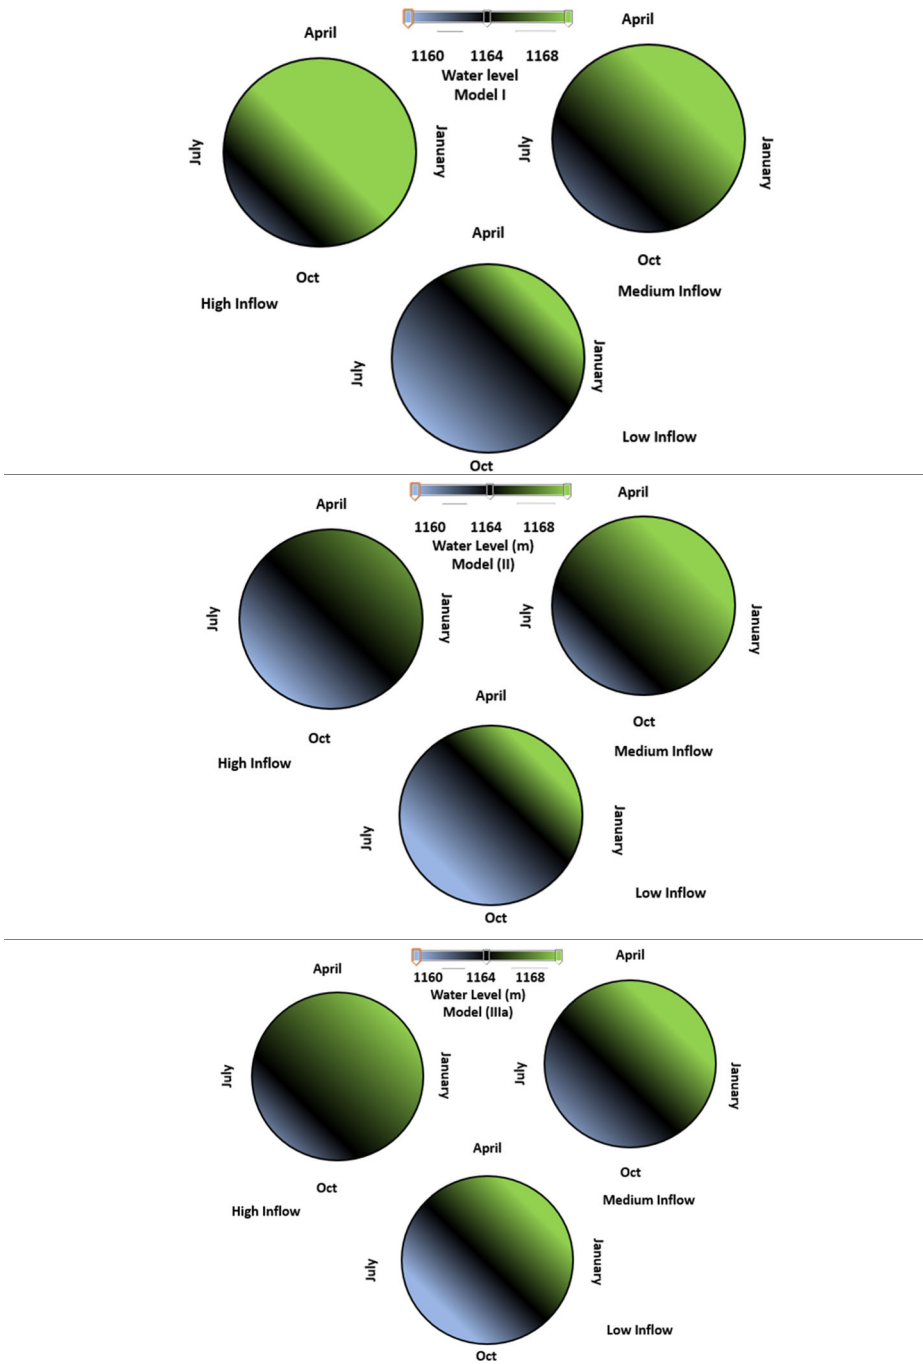 April
1160 1164 1168
Water level
Model I
April
July
January
July
January
Oct
High Inflow
April
Oct
Medium Inflow
July
January
Low Inflow
Oct
April
1160 1164 1168
Water Level (m)
Model (II)
April
July
January
July
January
Oct
High Inflow
April
Oct
Medium Inflow
July
January
Low Inflow
Oct
April
1160 1164 1168
Water Level (m)
Model (IIIa)
April
July
January
July
January
Oct
High Inflow
April
Oct
Medium Inflow
July
January
Low Inflow
Oct